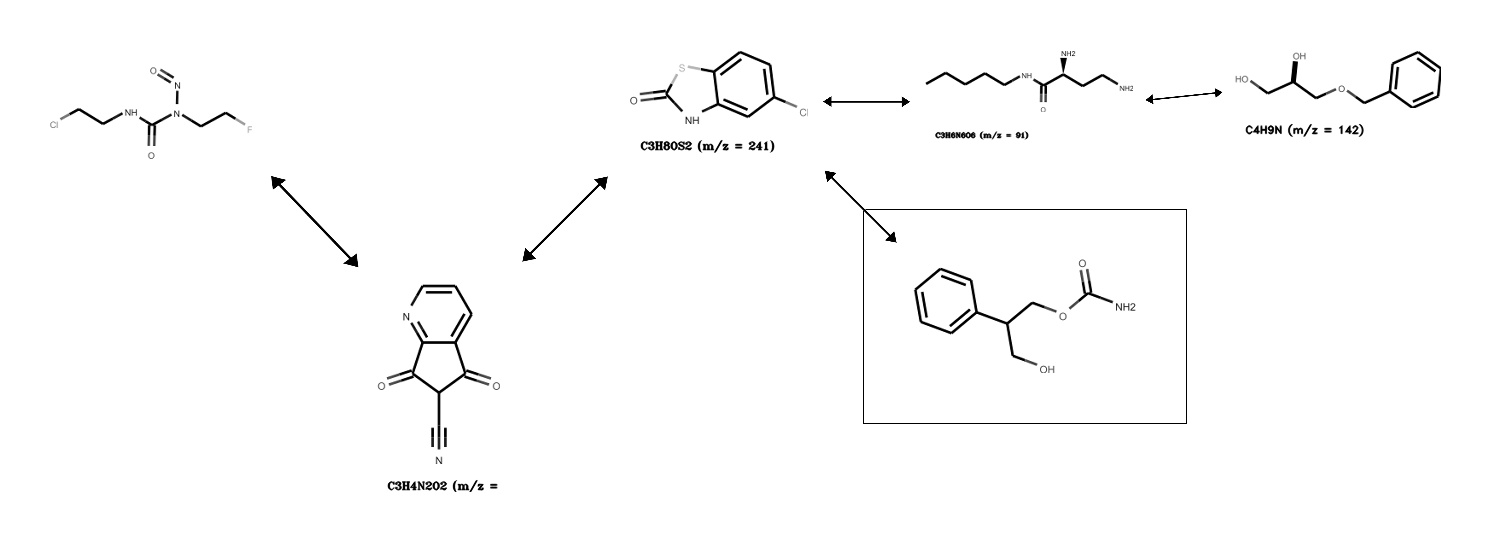 O
N
Cl
NH
N
F
O
S
O
NH
Cl
C3H8OS2 (m/z = 241)
NH2
NH
O
NH2
C3H6N6O6 (m/z = 91)
OH
HO
O
C4H9N (m/z = 142)
N
O
O
N
C3H4N2O2 (m/z =
O
O
NH2
OH